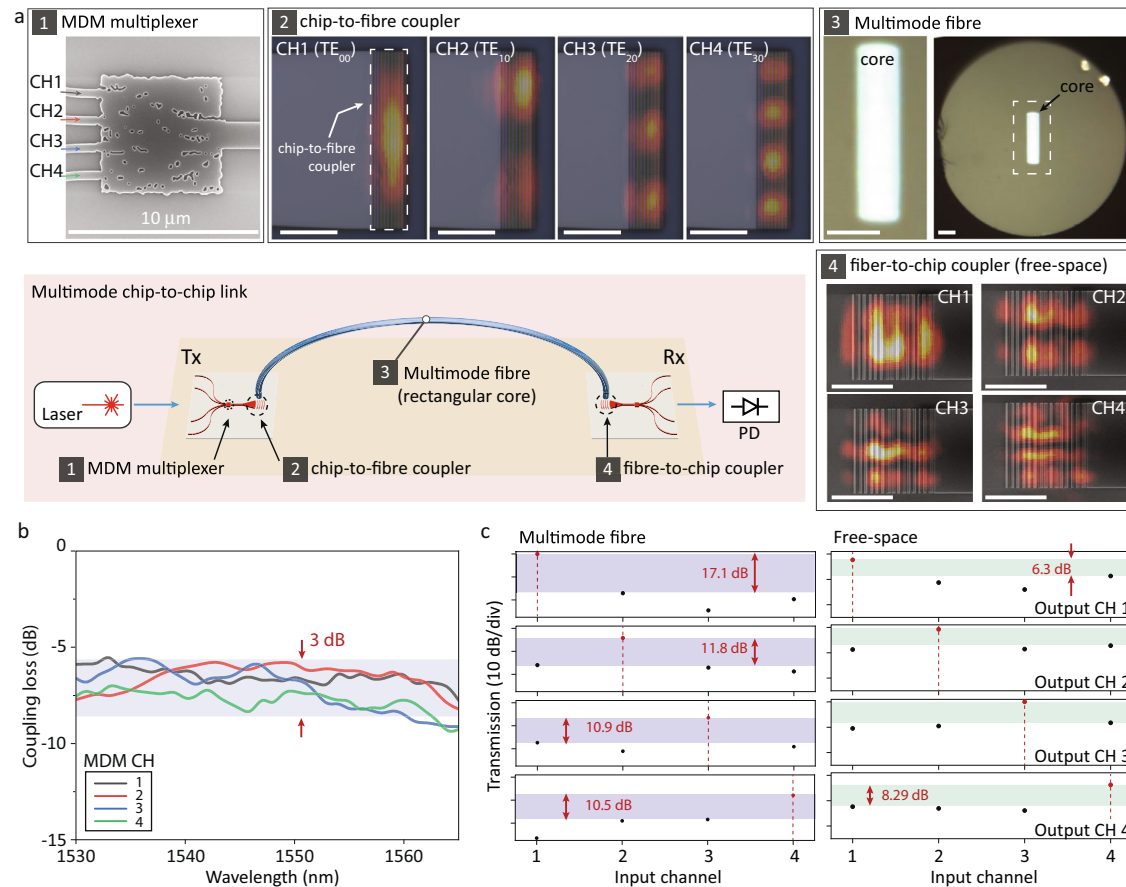 a
1 MDM multiplexer
CH1
CH2
CH3
CH4
10 μm
2 chip-to-fibre coupler
CH1 (TE₀₀)
CH2 (TE₁₀)
CH3 (TE₂₀)
CH4 (TE₃₀)
chip-to-fibre
coupler
3 Multimode fibre
core
core
Multimode chip-to-chip link
Tx
Rx
Laser
3 Multimode fibre
(rectangular core)
PD
1 MDM multiplexer
2 chip-to-fibre coupler
4 fibre-to-chip coupler
4 fiber-to-chip coupler (free-space)
CH1
CH2
CH3
CH4
b
Coupling loss (dB)
0
-5
-10
-15
3 dB
MDM CH
1
2
3
4
1530
1540
1550
1560
Wavelength (nm)
c
Multimode fibre
Free-space
Transmission (10 dB/div)
17.1 dB
6.3 dB
Output CH 1
11.8 dB
Output CH 2
10.9 dB
Output CH 3
10.5 dB
8.29 dB
Output CH 4
1 2 3 4
1 2 3 4
Input channel
Input channel